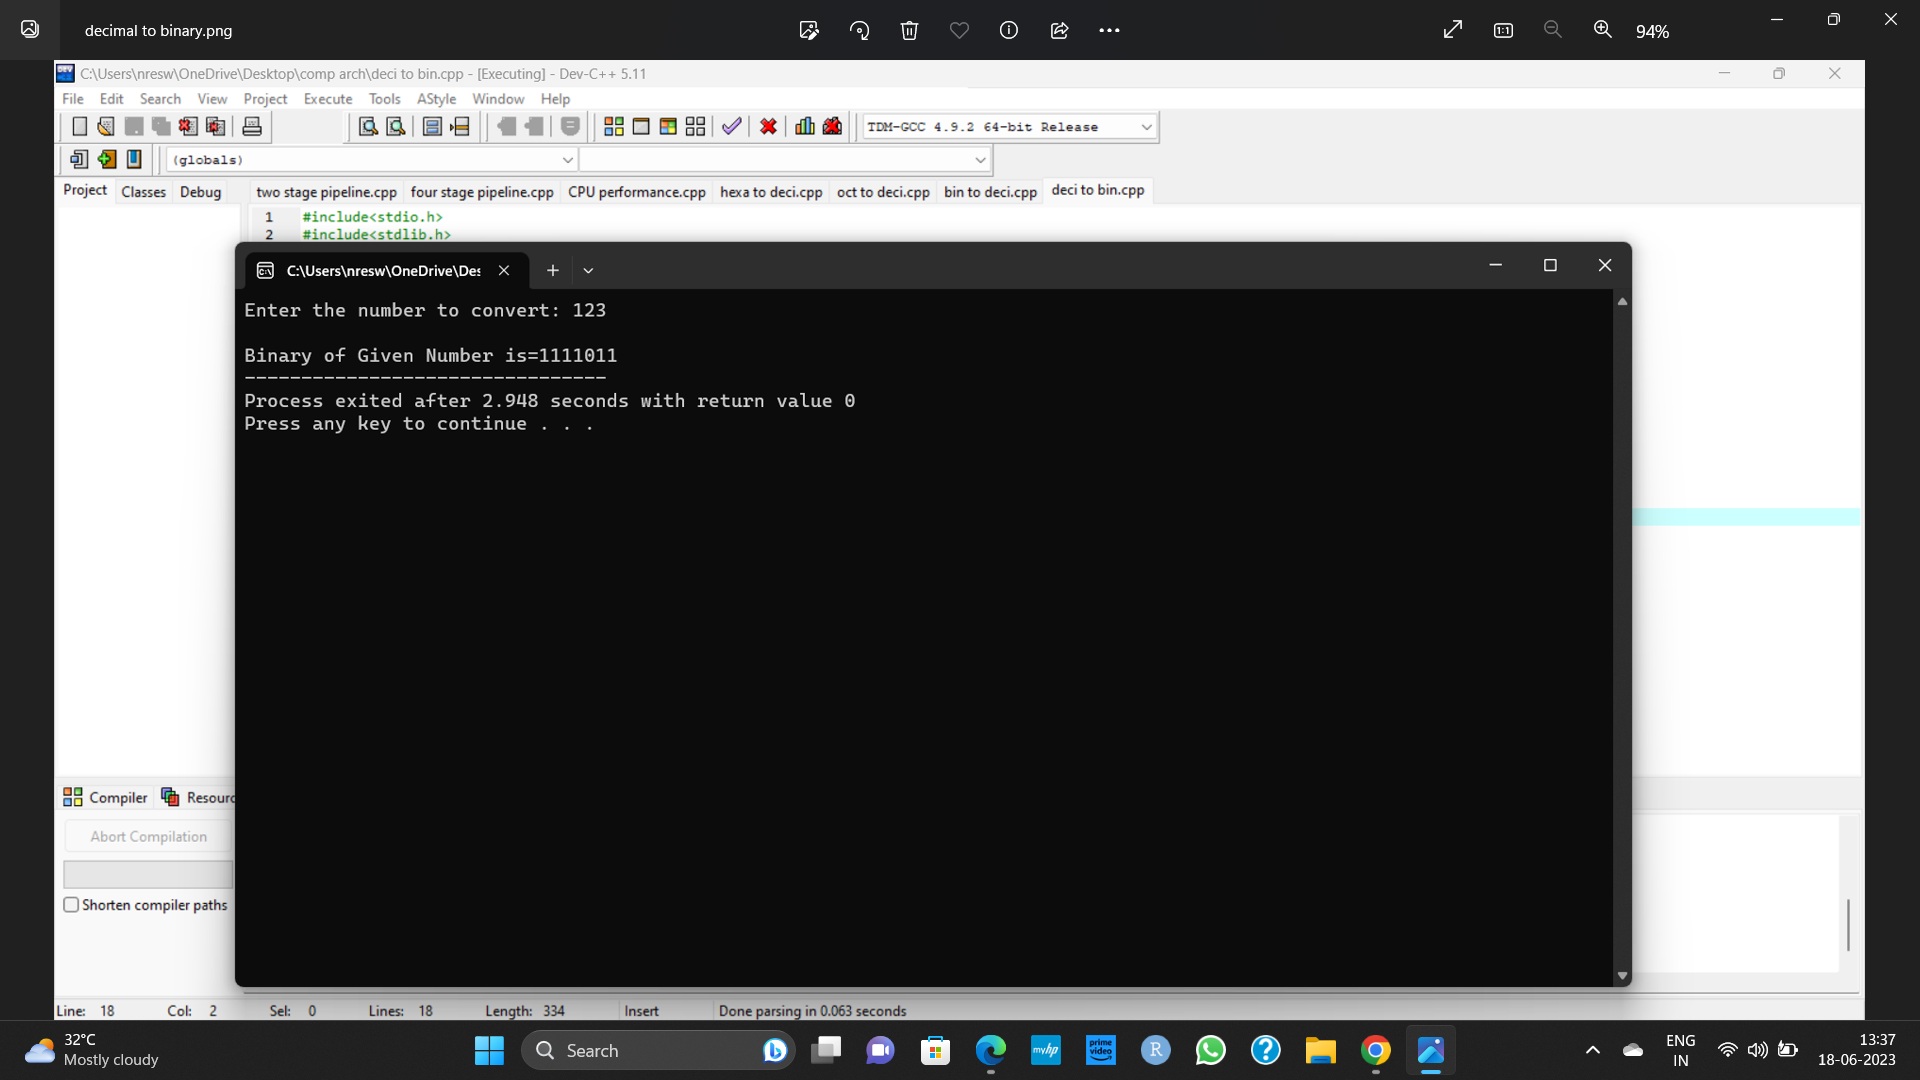 decimal to binary.png
94%
C:\Users\nresw\OneDrive\Desktop\comp arch\deci to bin.cpp - [Executing] - Dev-C++ 5.11
File Edit Search View Project Execute Tools AStyle Window Help
TDM-GCC 4.9.2 64-bit Release
(globals)
Project Classes Debug two stage pipeline.cpp four stage pipeline.cpp CPU performance.cpp hexa to deci.cpp oct to deci.cpp bin to deci.cpp deci to bin.cpp
1 #include<stdio.h>
2 #include<stdlib.h>
C:\Users\nresw\OneDrive\Des
Enter the number to convert: 123
Binary of Given Number is=1111011
--------------------------------
Process exited after 2.948 seconds with return value 0
Press any key to continue . . .
Compiler Resourc
Abort Compilation
Shorten compiler paths
Line: 18 Col: 2 Sel: 0 Lines: 18 Length: 334 Insert Done parsing in 0.063 seconds
32°C
Mostly cloudy
Search
myhp
prime video
R
ENG
IN
13:37
18-06-2023